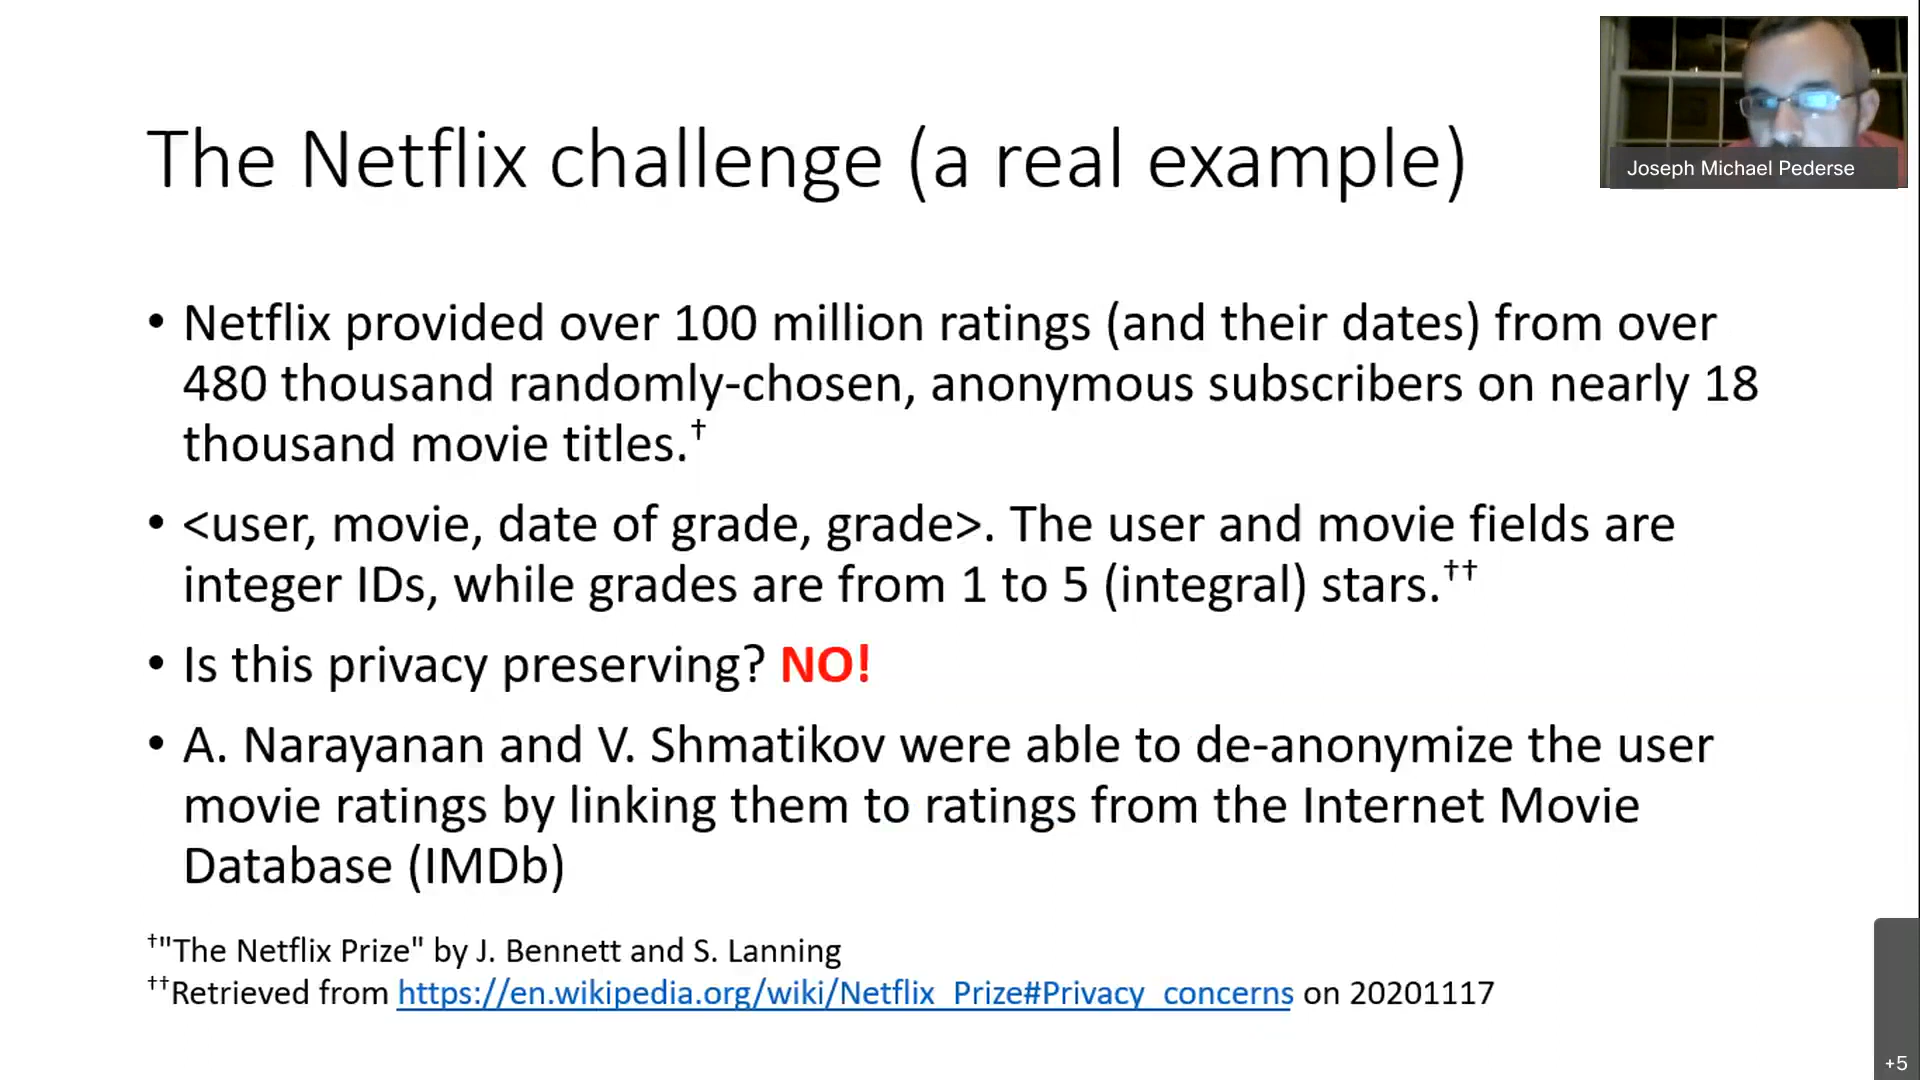 The Netflix challenge (a real example)
Joseph Michael Pederse
• Netflix provided over 100 million ratings (and their dates) from over
480 thousand randomly-chosen, anonymous subscribers on nearly 18
thousand movie titles.†
• <user, movie, date of grade, grade>. The user and movie fields are
integer IDs, while grades are from 1 to 5 (integral) stars.††
• Is this privacy preserving? NO!
• A. Narayanan and V. Shmatikov were able to de-anonymize the user
movie ratings by linking them to ratings from the Internet Movie
Database (IMDb)
†"The Netflix Prize" by J. Bennett and S. Lanning
††Retrieved from https://en.wikipedia.org/wiki/Netflix_Prize#Privacy_concerns on 20201117
+5